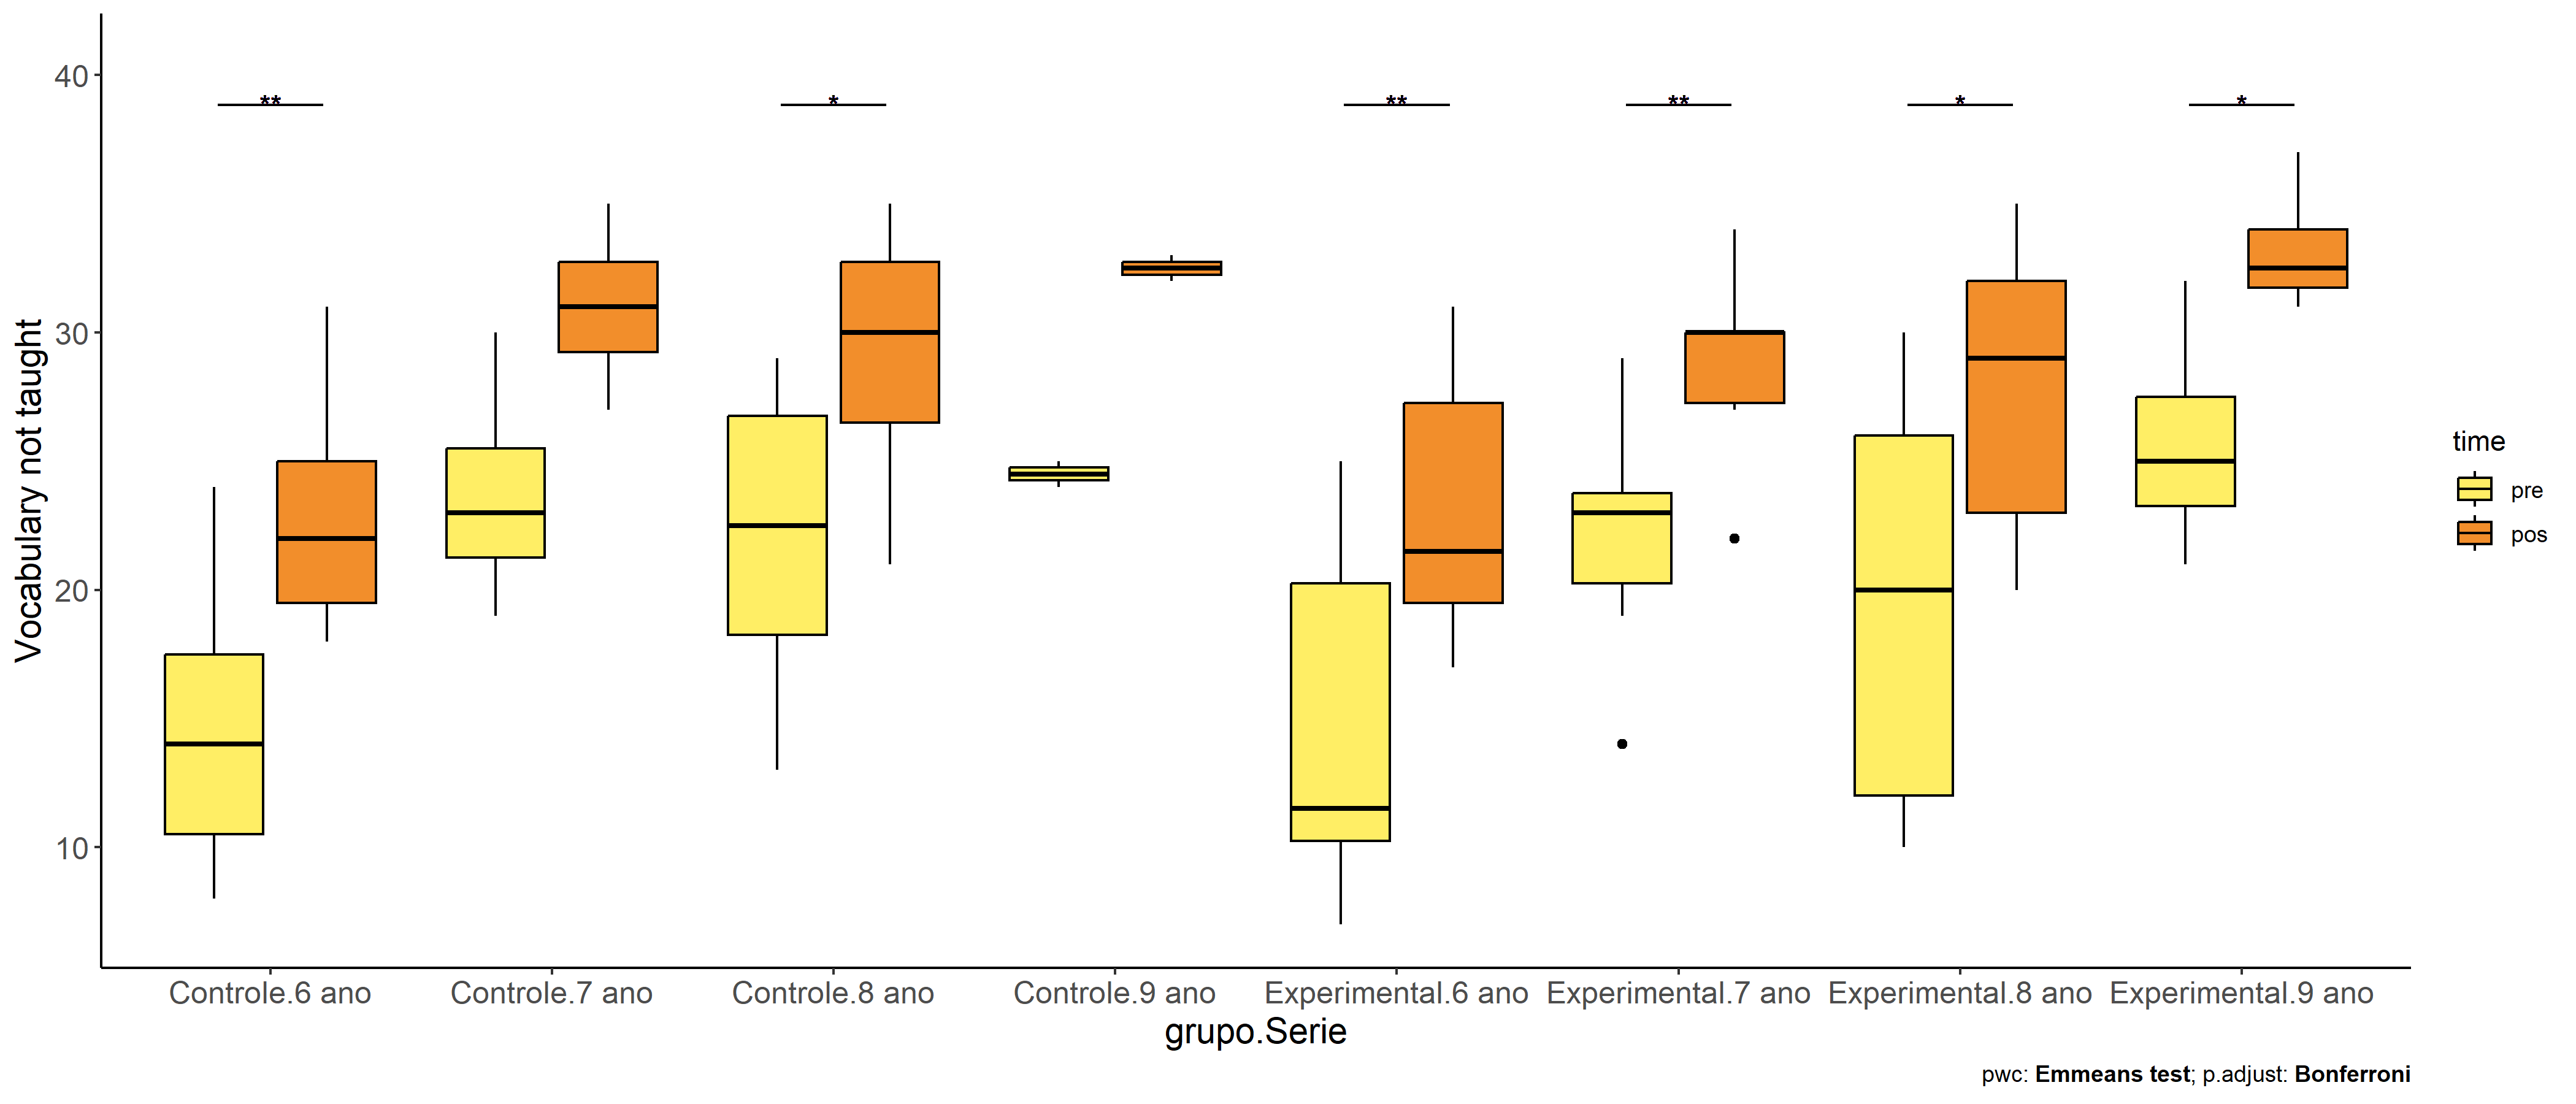 Vocabulary not taught
40
30
20
10
**
*
**
**
*
*
Controle.6 ano
Controle.7 ano
Controle.8 ano
Controle.9 ano
Experimental.6 ano
Experimental.7 ano
Experimental.8 ano
Experimental.9 ano
grupo.Serie
time
pre
pos
pwc: Emmeans test; p.adjust: Bonferroni